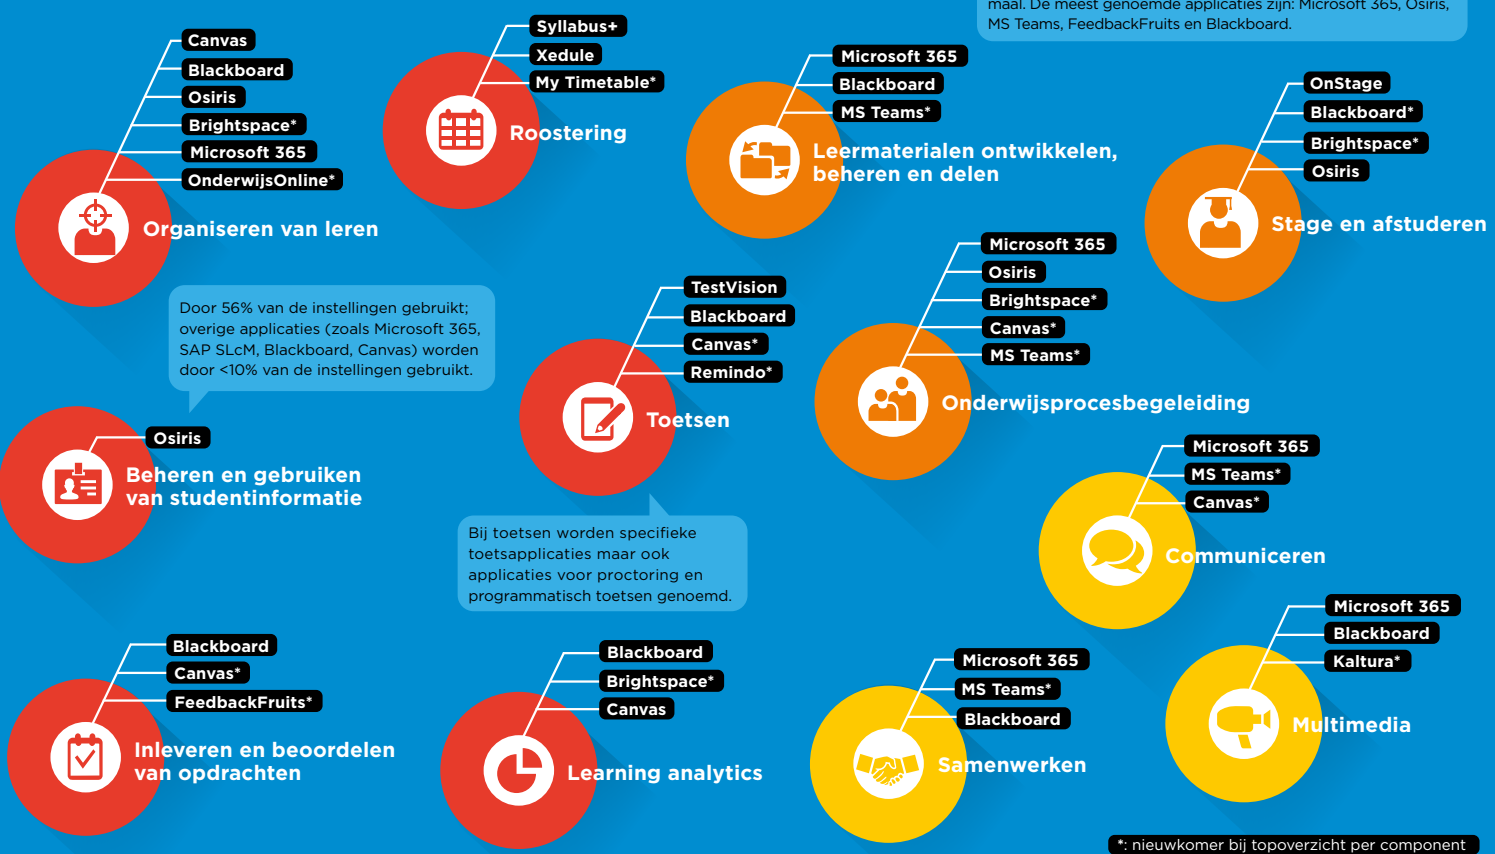 maal. De meest genoemde applicaties zijn: Microsoft 365, Osiris,
MS Teams, FeedbackFruits en Blackboard.
Canvas
Blackboard
Osiris
Brightspace*
Microsoft 365
OnderwijsOnline*
Organiseren van leren
Syllabus+
Xedule
My Timetable*
Roostering
Microsoft 365
Blackboard
MS Teams*
Leermaterialen ontwikkelen,
beheren en delen
OnStage
Blackboard*
Brightspace*
Osiris
Stage en afstuderen
Door 56% van de instellingen gebruikt;
overige applicaties (zoals Microsoft 365,
SAP SLcM, Blackboard, Canvas) worden
door <10% van de instellingen gebruikt.
Osiris
Beheren en gebruiken
van studentinformatie
TestVision
Blackboard
Canvas*
Remindo*
Toetsen
Bij toetsen worden specifieke
toetsapplicaties maar ook
applicaties voor proctoring en
programmatisch toetsen genoemd.
Microsoft 365
Osiris
Brightspace*
Canvas*
MS Teams*
Onderwijsprocesbegeleiding
Microsoft 365
MS Teams*
Canvas*
Communiceren
Blackboard
Canvas*
FeedbackFruits*
Inleveren en beoordelen
van opdrachten
Blackboard
Brightspace*
Canvas
Learning analytics
Microsoft 365
MS Teams*
Blackboard
Samenwerken
Microsoft 365
Blackboard
Kaltura*
Multimedia
*: nieuwkomer bij topoverzicht per component